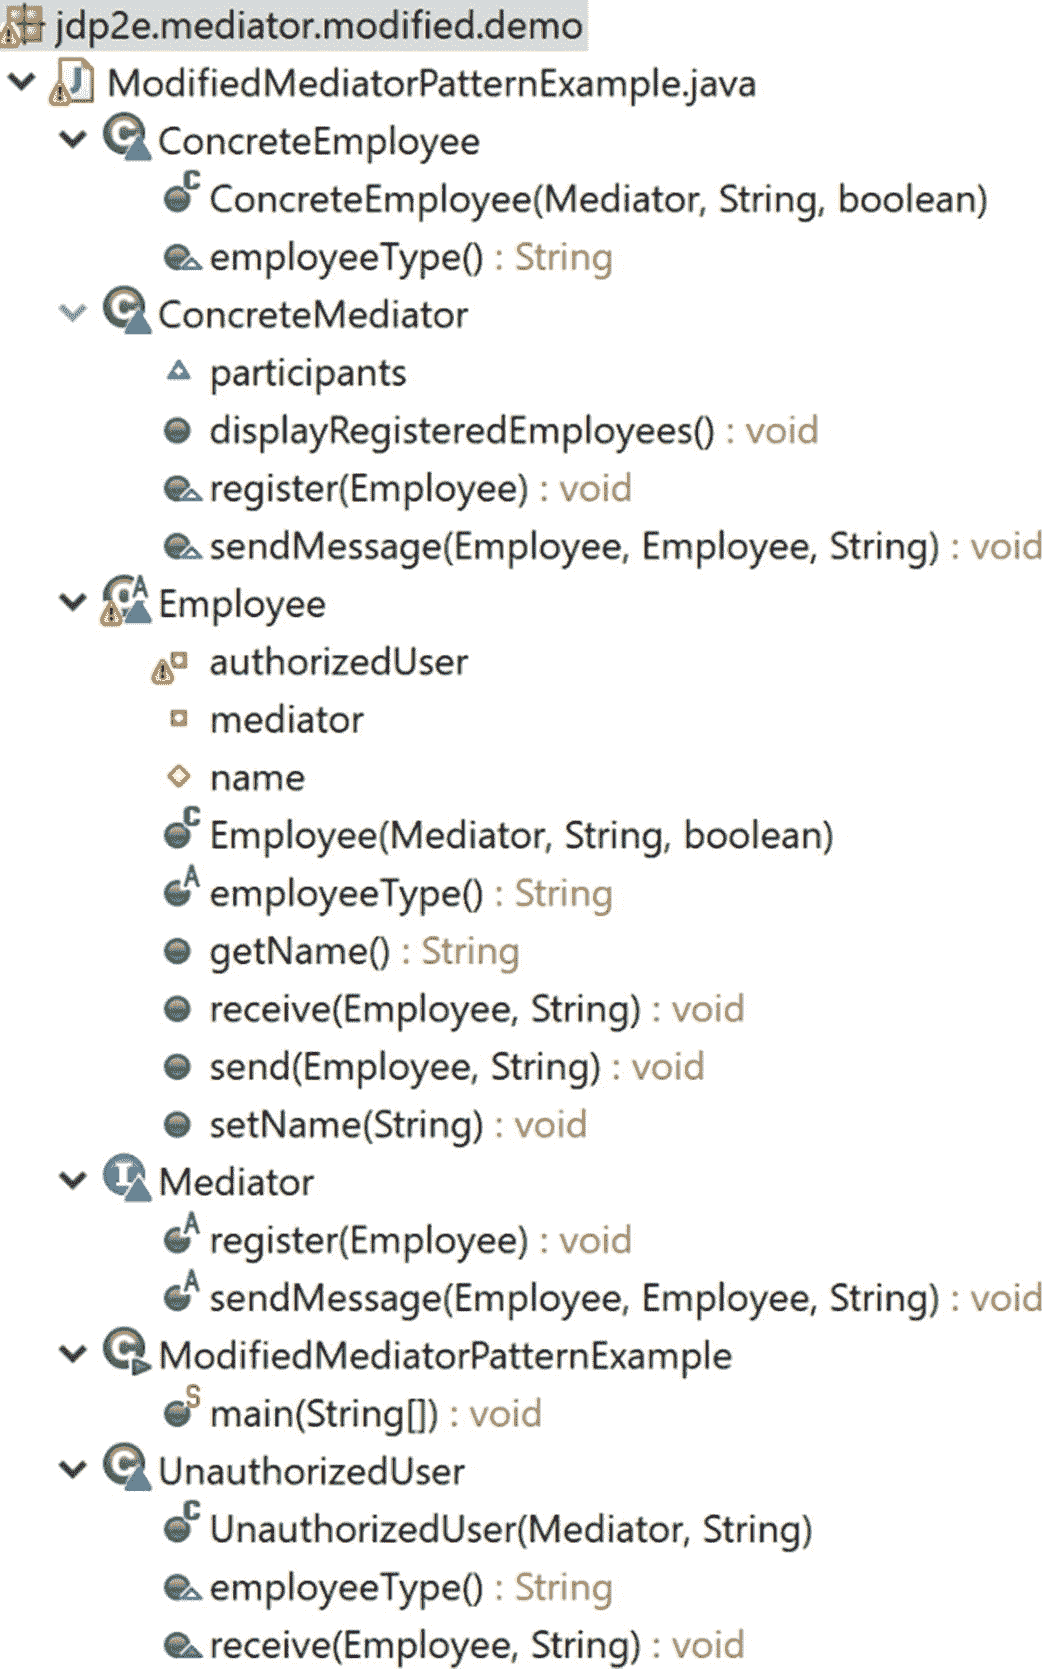 jdp2e.mediator.modified.demo
ModifiedMediatorPatternExample.java
ConcreteEmployee
ConcreteEmployee(Mediator, String, boolean)
employeeType() : String
ConcreteMediator
participants
displayRegisteredEmployees() : void
register(Employee) : void
sendMessage(Employee, Employee, String) : void
Employee
authorizedUser
mediator
name
Employee(Mediator, String, boolean)
employeeType() : String
getName() : String
receive(Employee, String) : void
send(Employee, String) : void
setName(String) : void
Mediator
register(Employee) : void
sendMessage(Employee, Employee, String) : void
ModifiedMediatorPatternExample
main(String[]) : void
UnauthorizedUser
UnauthorizedUser(Mediator, String)
employeeType() : String
receive(Employee, String) : void